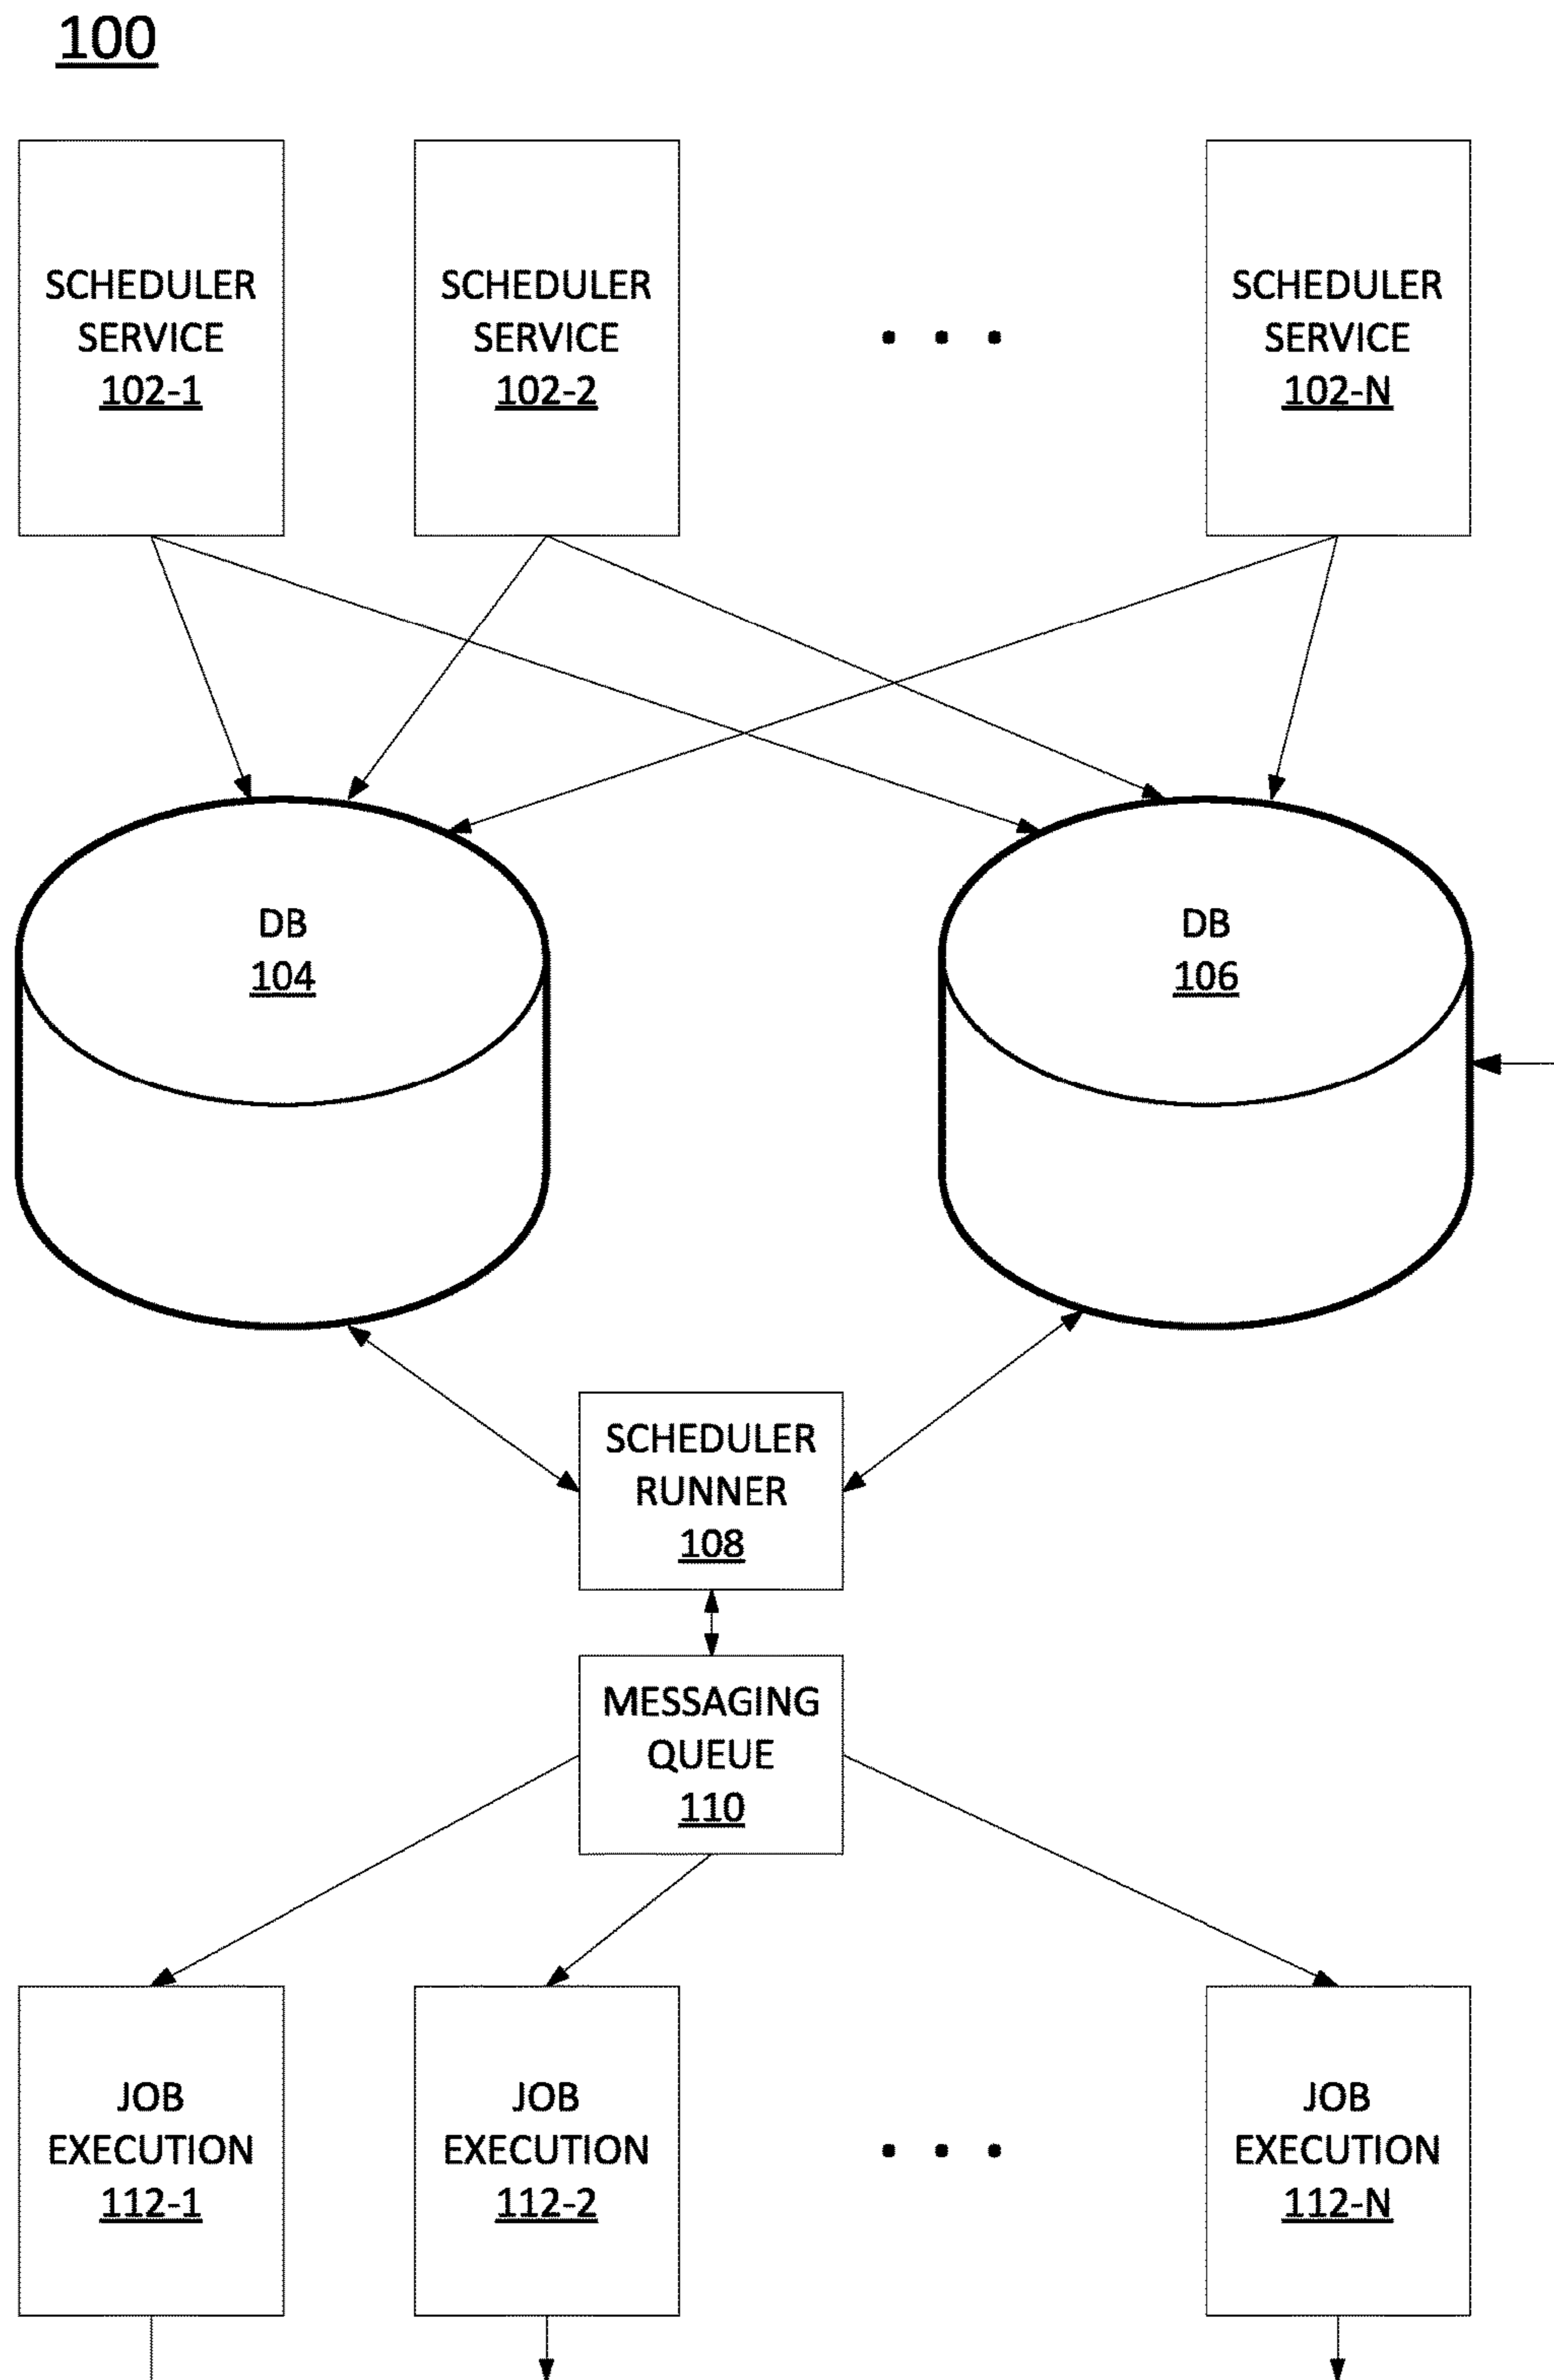 100
SCHEDULER
SERVICE
102-1
SCHEDULER
SERVICE
102-2
. . .
SCHEDULER
SERVICE
102-N
DB
104
DB
106
SCHEDULER
RUNNER
108
MESSAGING
QUEUE
110
JOB
EXECUTION
112-1
JOB
EXECUTION
112-2
. . .
JOB
EXECUTION
112-N